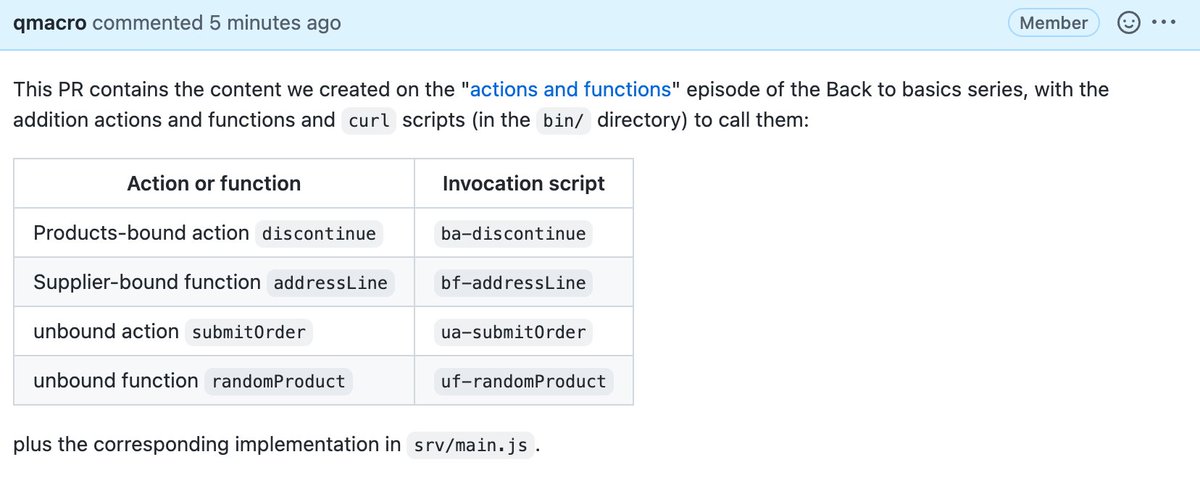 qmacro commented 5 minutes ago Member
This PR contains the content we created on the "actions and functions" episode of the Back to basics series, with the
addition actions and functions and curl scripts (in the bin/ directory) to call them:
Action or function Invocation script
Products-bound action discontinue ba-discontinue
Supplier-bound function addressLine bf-addressLine
unbound action submitOrder ua-submitOrder
unbound function randomProduct uf-randomProduct
plus the corresponding implementation in srv/main.js.